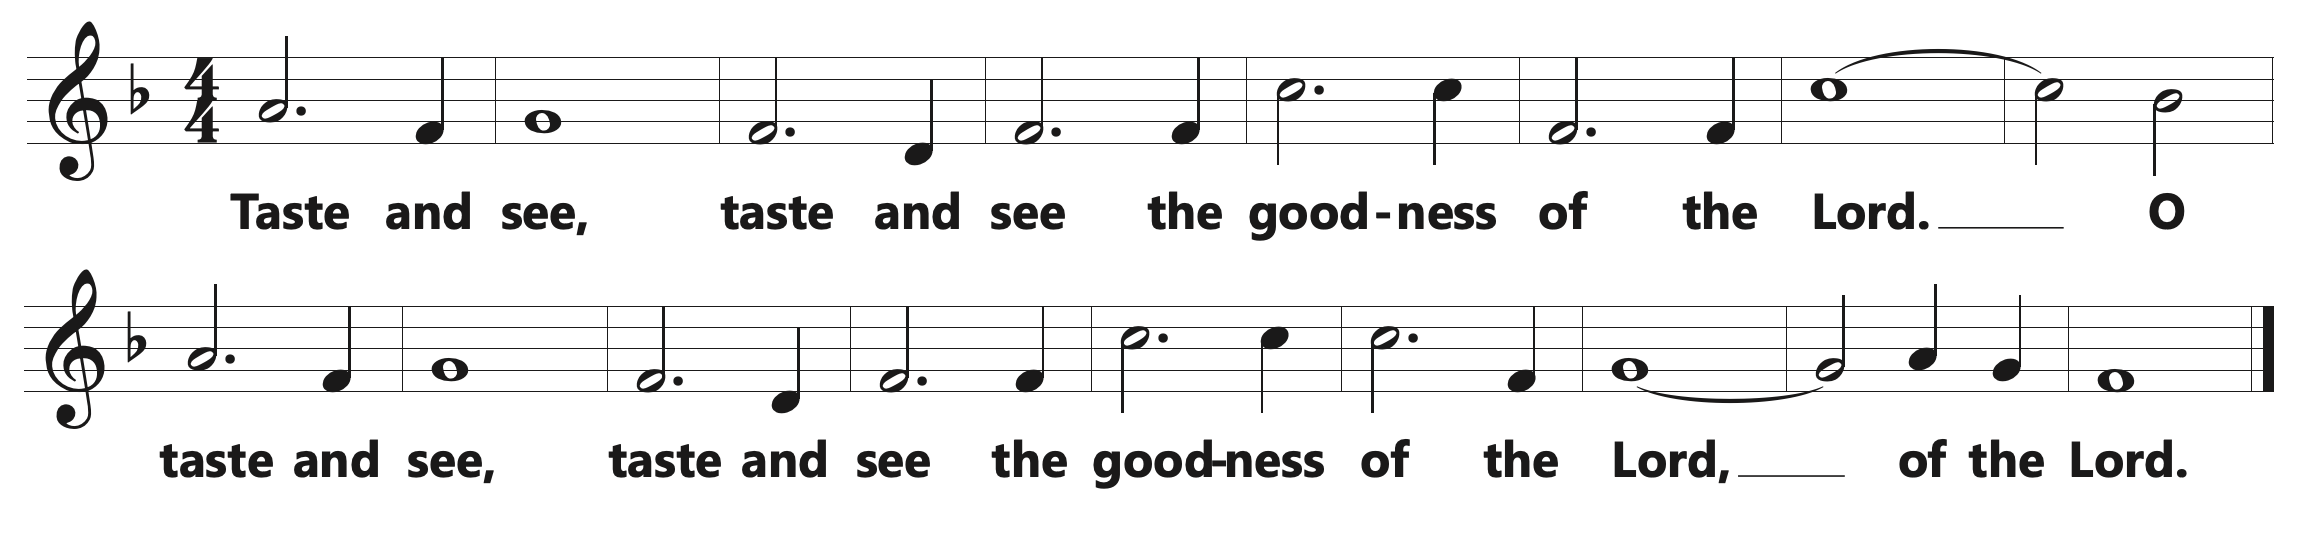 Taste and see, taste and see the good-ness of the Lord. O
taste and see, taste and see the good-ness of the Lord, of the Lord.